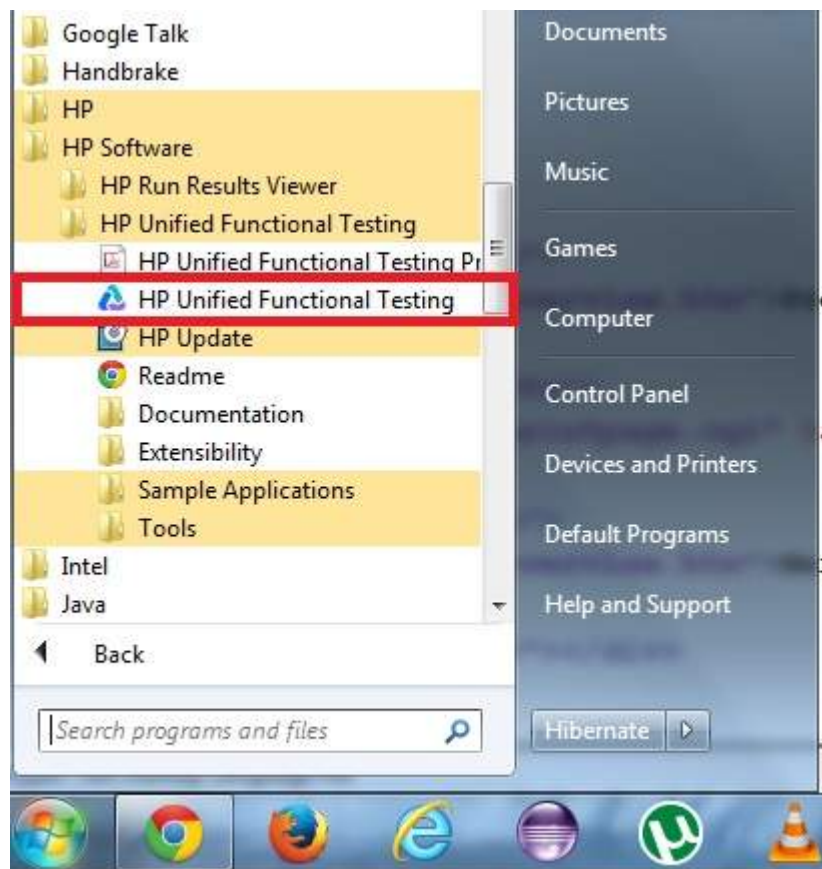 Google Talk
Handbrake
HP
HP Software
HP Run Results Viewer
HP Unified Functional Testing
HP Unified Functional Testing Pr
HP Unified Functional Testing
HP Update
Readme
Documentation
Extensibility
Sample Applications
Tools
Intel
Java
Back
Search programs and files
Documents
Pictures
Music
Games
Computer
Control Panel
Devices and Printers
Default Programs
Help and Support
Hibernate